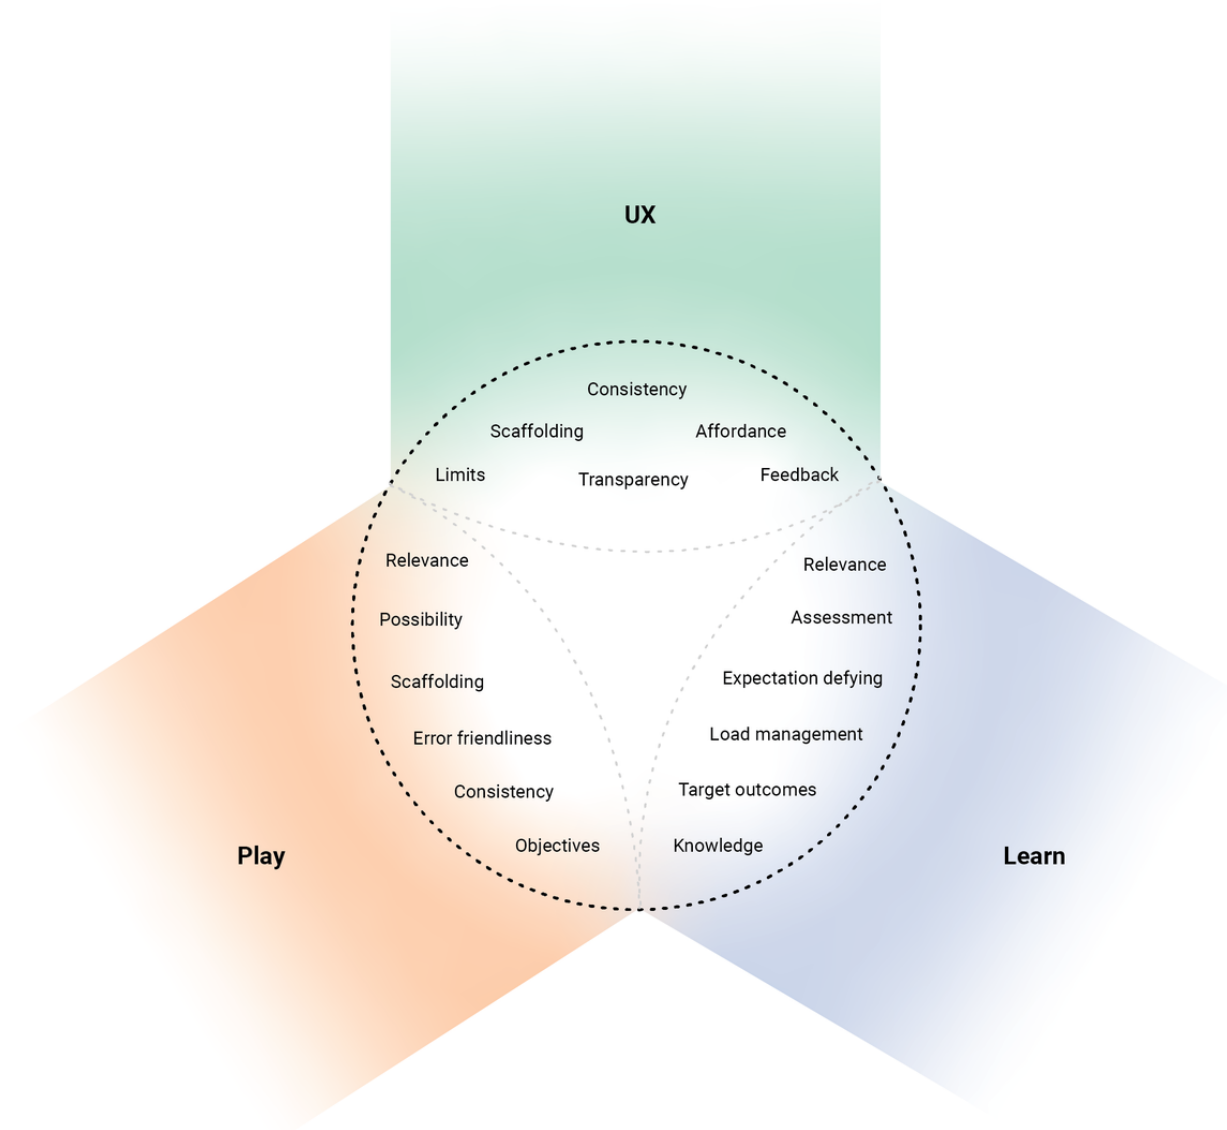 UX
Consistency
Scaffolding
Affordance
Limits
Transparency
Feedback
Relevance
Possibility
Scaffolding
Error friendliness
Consistency
Objectives
Relevance
Assessment
Expectation defying
Load management
Target outcomes
Knowledge
Play
Learn